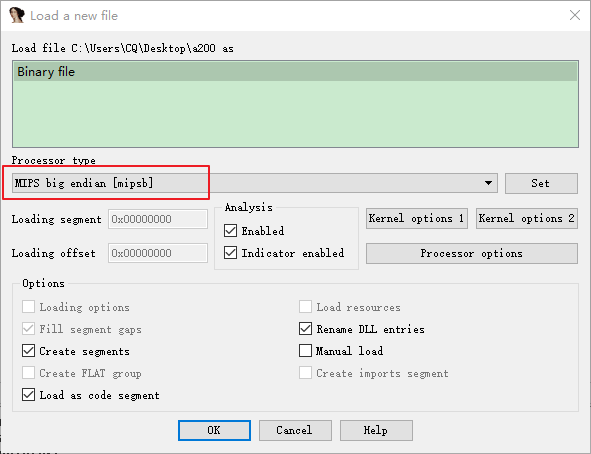 Load a new file
Load file C:\Users\CQ\Desktop\a200 as
Binary file
Processor type
MIPS big endian [mipsb]
Set
Loading segment 0x00000000
Loading offset 0x00000000
Analysis
Enabled
Indicator enabled
Kernel options 1
Kernel options 2
Processor options
Options
Loading options
Fill segment gaps
Create segments
Create FLAT group
Load as code segment
Load resources
Rename DLL entries
Manual load
Create imports segment
OK
Cancel
Help